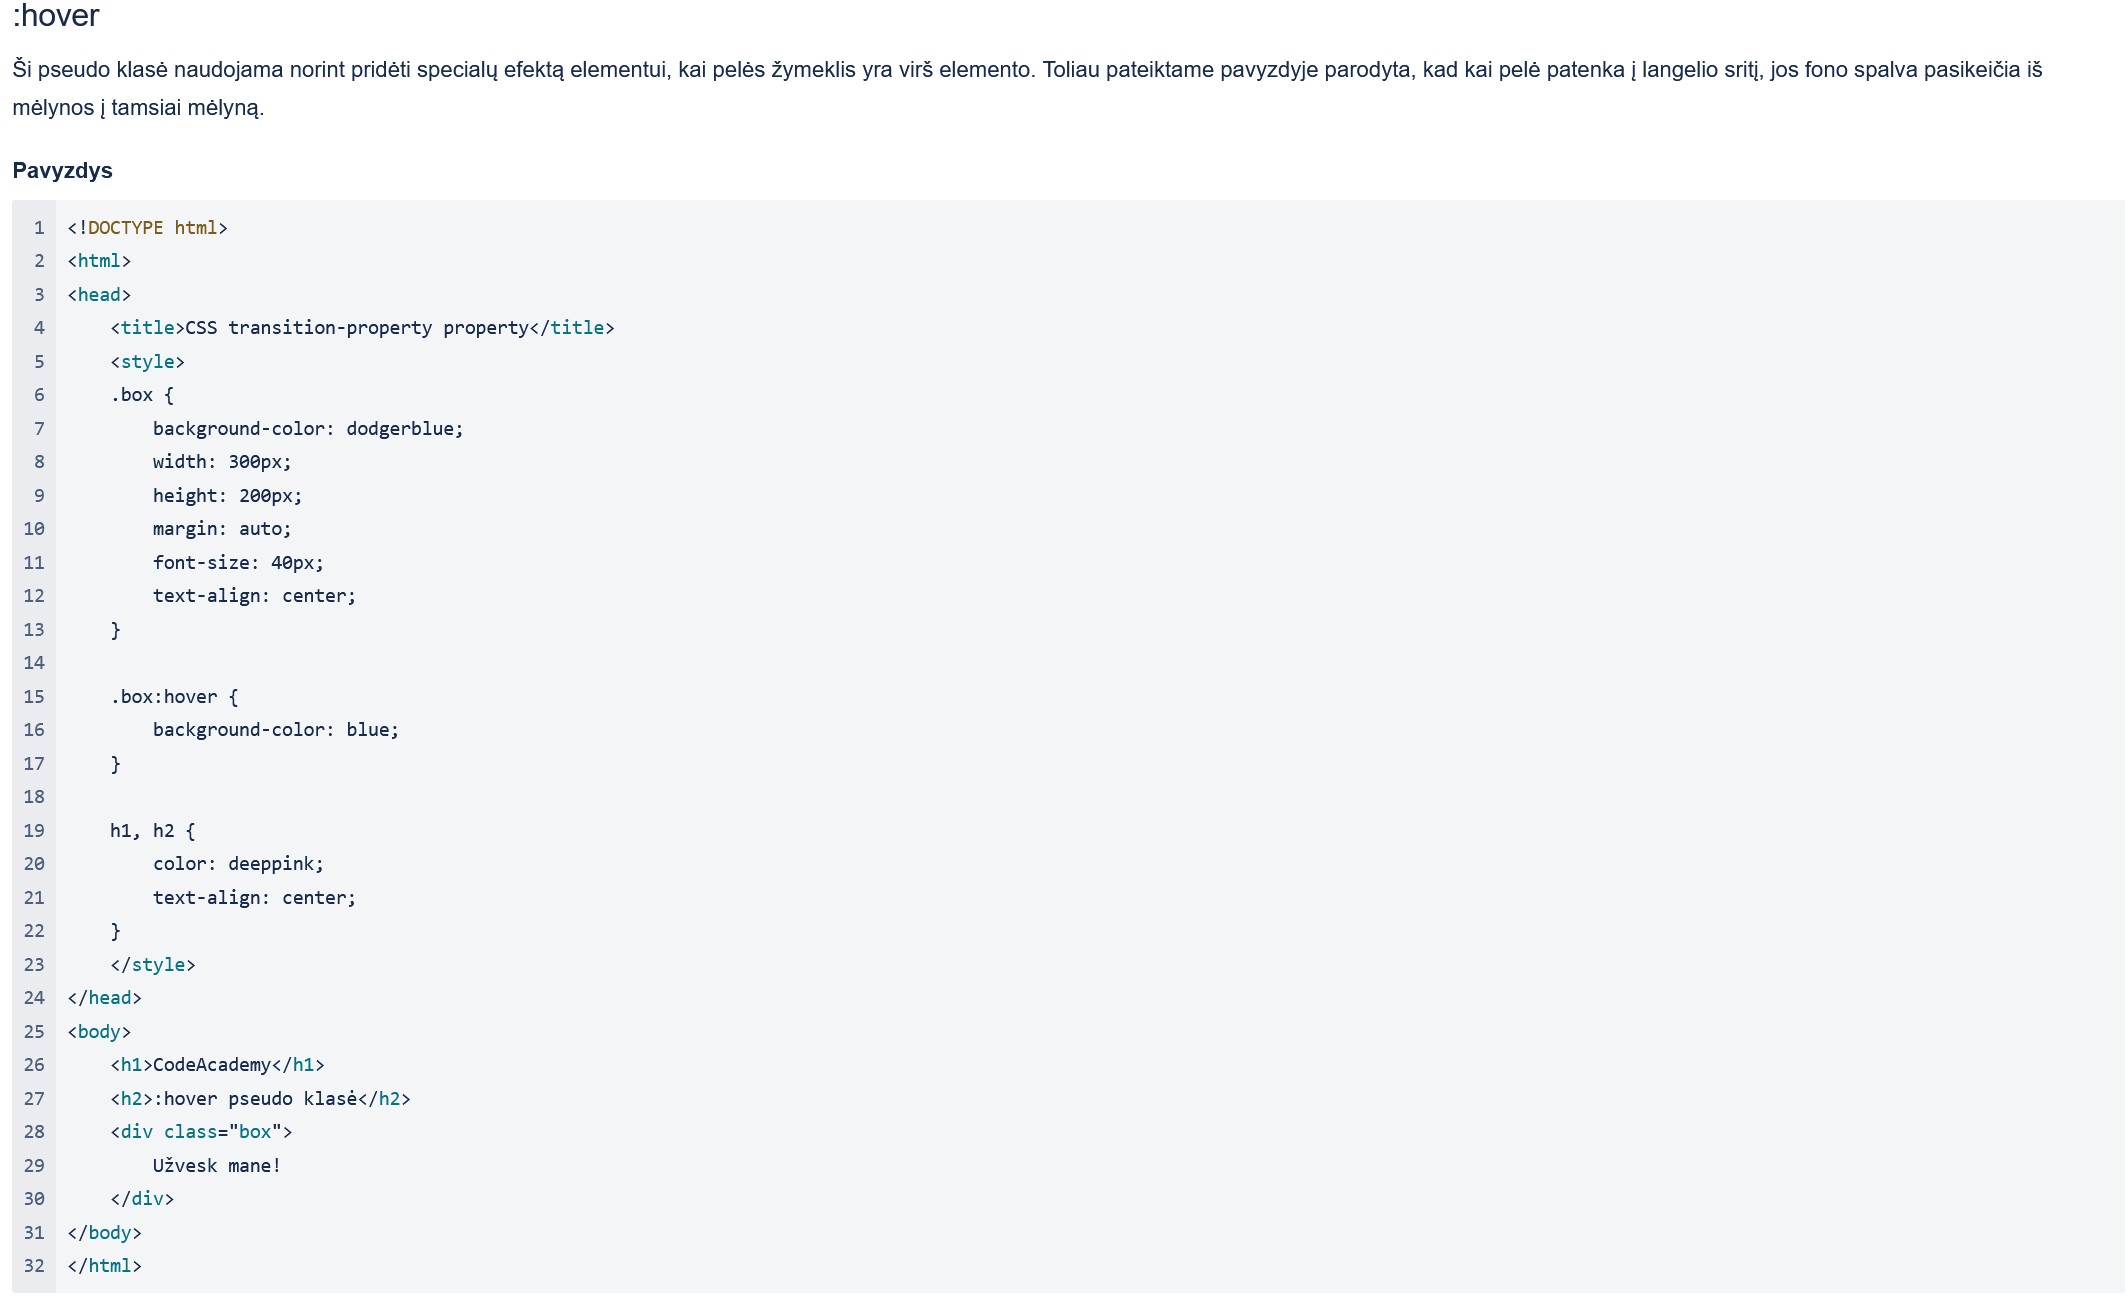 :hover
Ši pseudo klasė naudojama norint pridėti specialų efektą elementui, kai pelės žymeklis yra virš elemento. Toliau pateiktame pavyzdyje parodyta, kad kai pelė patenka į langelio sritį, jos fono spalva pasikeičia iš
mėlynos į tamsiai mėlyną.
Pavyzdys
1 <!DOCTYPE html>
2 <html>
3 <head>
4     <title>CSS transition-property property</title>
5     <style>
6     .box {
7         background-color: dodgerblue;
8         width: 300px;
9         height: 200px;
10         margin: auto;
11         font-size: 40px;
12         text-align: center;
13     }
14
15     .box:hover {
16         background-color: blue;
17     }
18
19     h1, h2 {
20         color: deeppink;
21         text-align: center;
22     }
23     </style>
24 </head>
25 <body>
26     <h1>CodeAcademy</h1>
27     <h2>:hover pseudo klasė</h2>
28     <div class="box">
29         Užvesk mane!
30     </div>
31 </body>
32 </html>